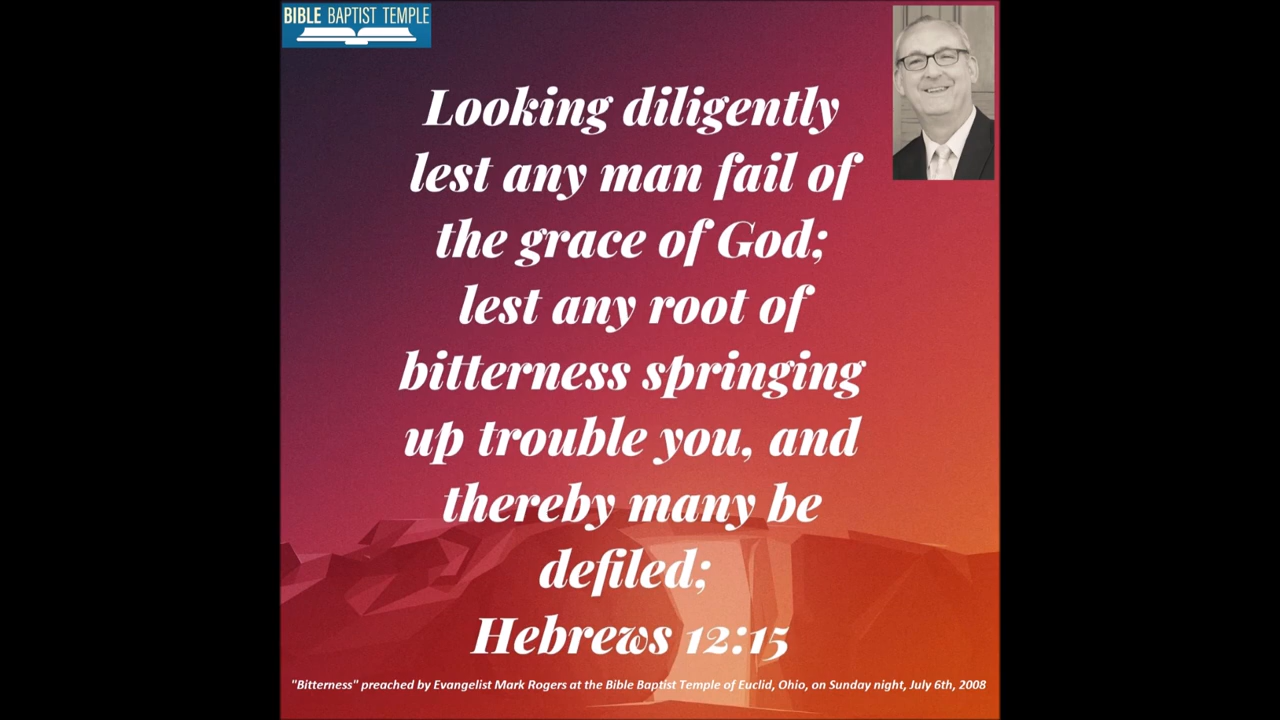 BIBLE BAPTIST TEMPLE
Looking diligently
lest any man fail of
the grace of God;
lest any root of
bitterness springing
up trouble you, and
thereby many be
defiled;
Hebrews 12:15
"Bitterness" preached by Evangelist Mark Rogers at the Bible Baptist Temple of Euclid, Ohio, on Sunday night, July 6th, 2008